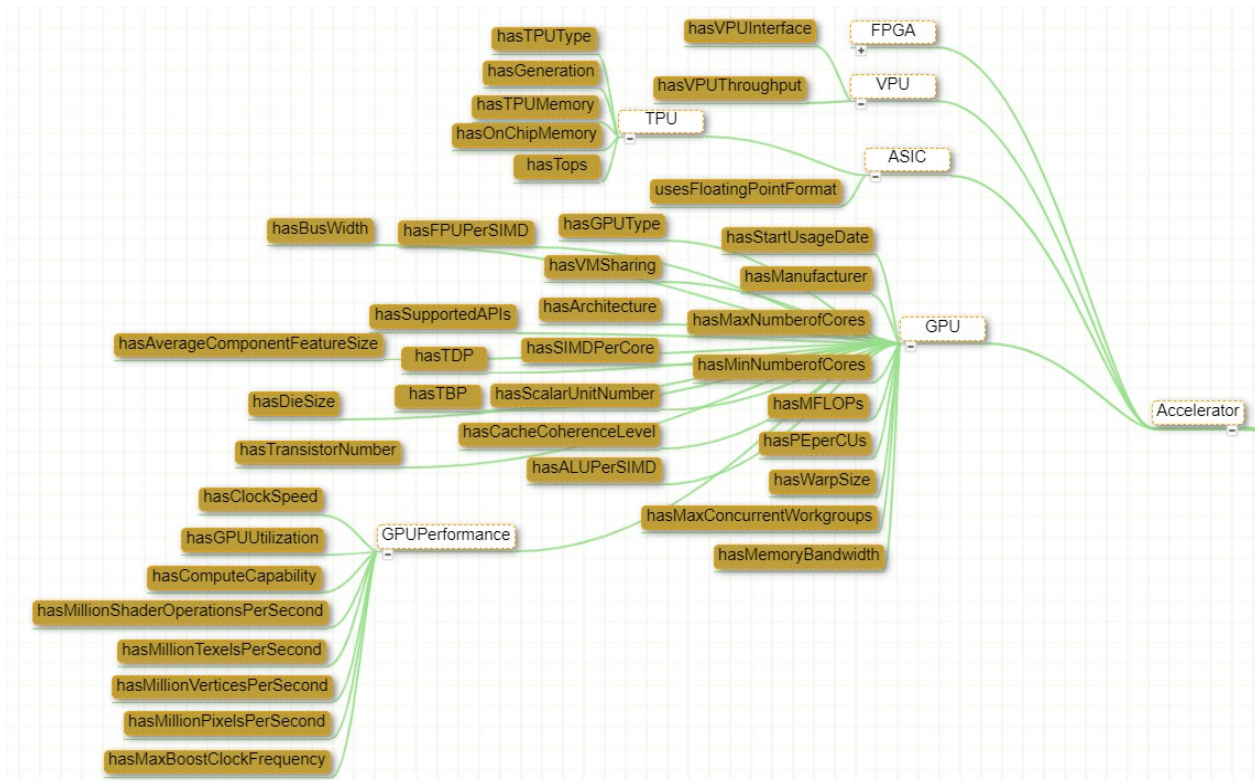 hasTPUType
hasVPUInterface
FPGA
hasGeneration
hasVPUThroughput
VPU
hasTPUMemory
TPU
hasOnChipMemory
ASIC
hasTops
usesFloatingPointFormat
hasBusWidth
hasFPUPerSIMD
hasGPUType
hasStartUsageDate
hasVMSharing
hasManufacturer
hasSupportedAPIs
hasArchitecture
hasMaxNumberofCores
GPU
hasAverageComponentFeatureSize
hasTDP
hasSIMDPerCore
hasMinNumberofCores
hasDieSize
hasTBP
hasScalarUnitNumber
hasMFLOPs
Accelerator
hasCacheCoherenceLevel
hasPEperCUs
hasTransistorNumber
hasALUPerSIMD
hasWarpSize
hasClockSpeed
hasMaxConcurrentWorkgroups
hasGPUUtilization
GPUPerformance
hasMemoryBandwidth
hasComputeCapability
hasMillionShaderOperationsPerSecond
hasMillionTexelsPerSecond
hasMillionVerticesPerSecond
hasMillionPixelsPerSecond
hasMaxBoostClockFrequency